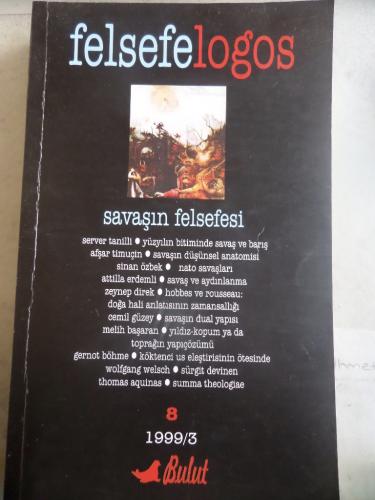 felsefelogos
savaşın felsefesi
server tanilli ● yüzyılın bitiminde savaş ve barış
afşar timuçin ● savaşın düşünsel anatomisi
sinan özbek ● nato savaşları
attilla erdemli ● savaş ve aydınlanma
zeynep direk ● hobbes ve rousseau:
doğa hali anlatısının zamansallığı
cemil güzey ● savaşın dual yapısı
melih başaran ● yıldız-kopum ya da
toprağın yapıçözümü
gernot böhme ● köktenci us eleştirisinin ötesinde
wolfgang welsch ● sürgit devinen
thomas aquinas ● summa theologiae
8
1999/3
Bulut